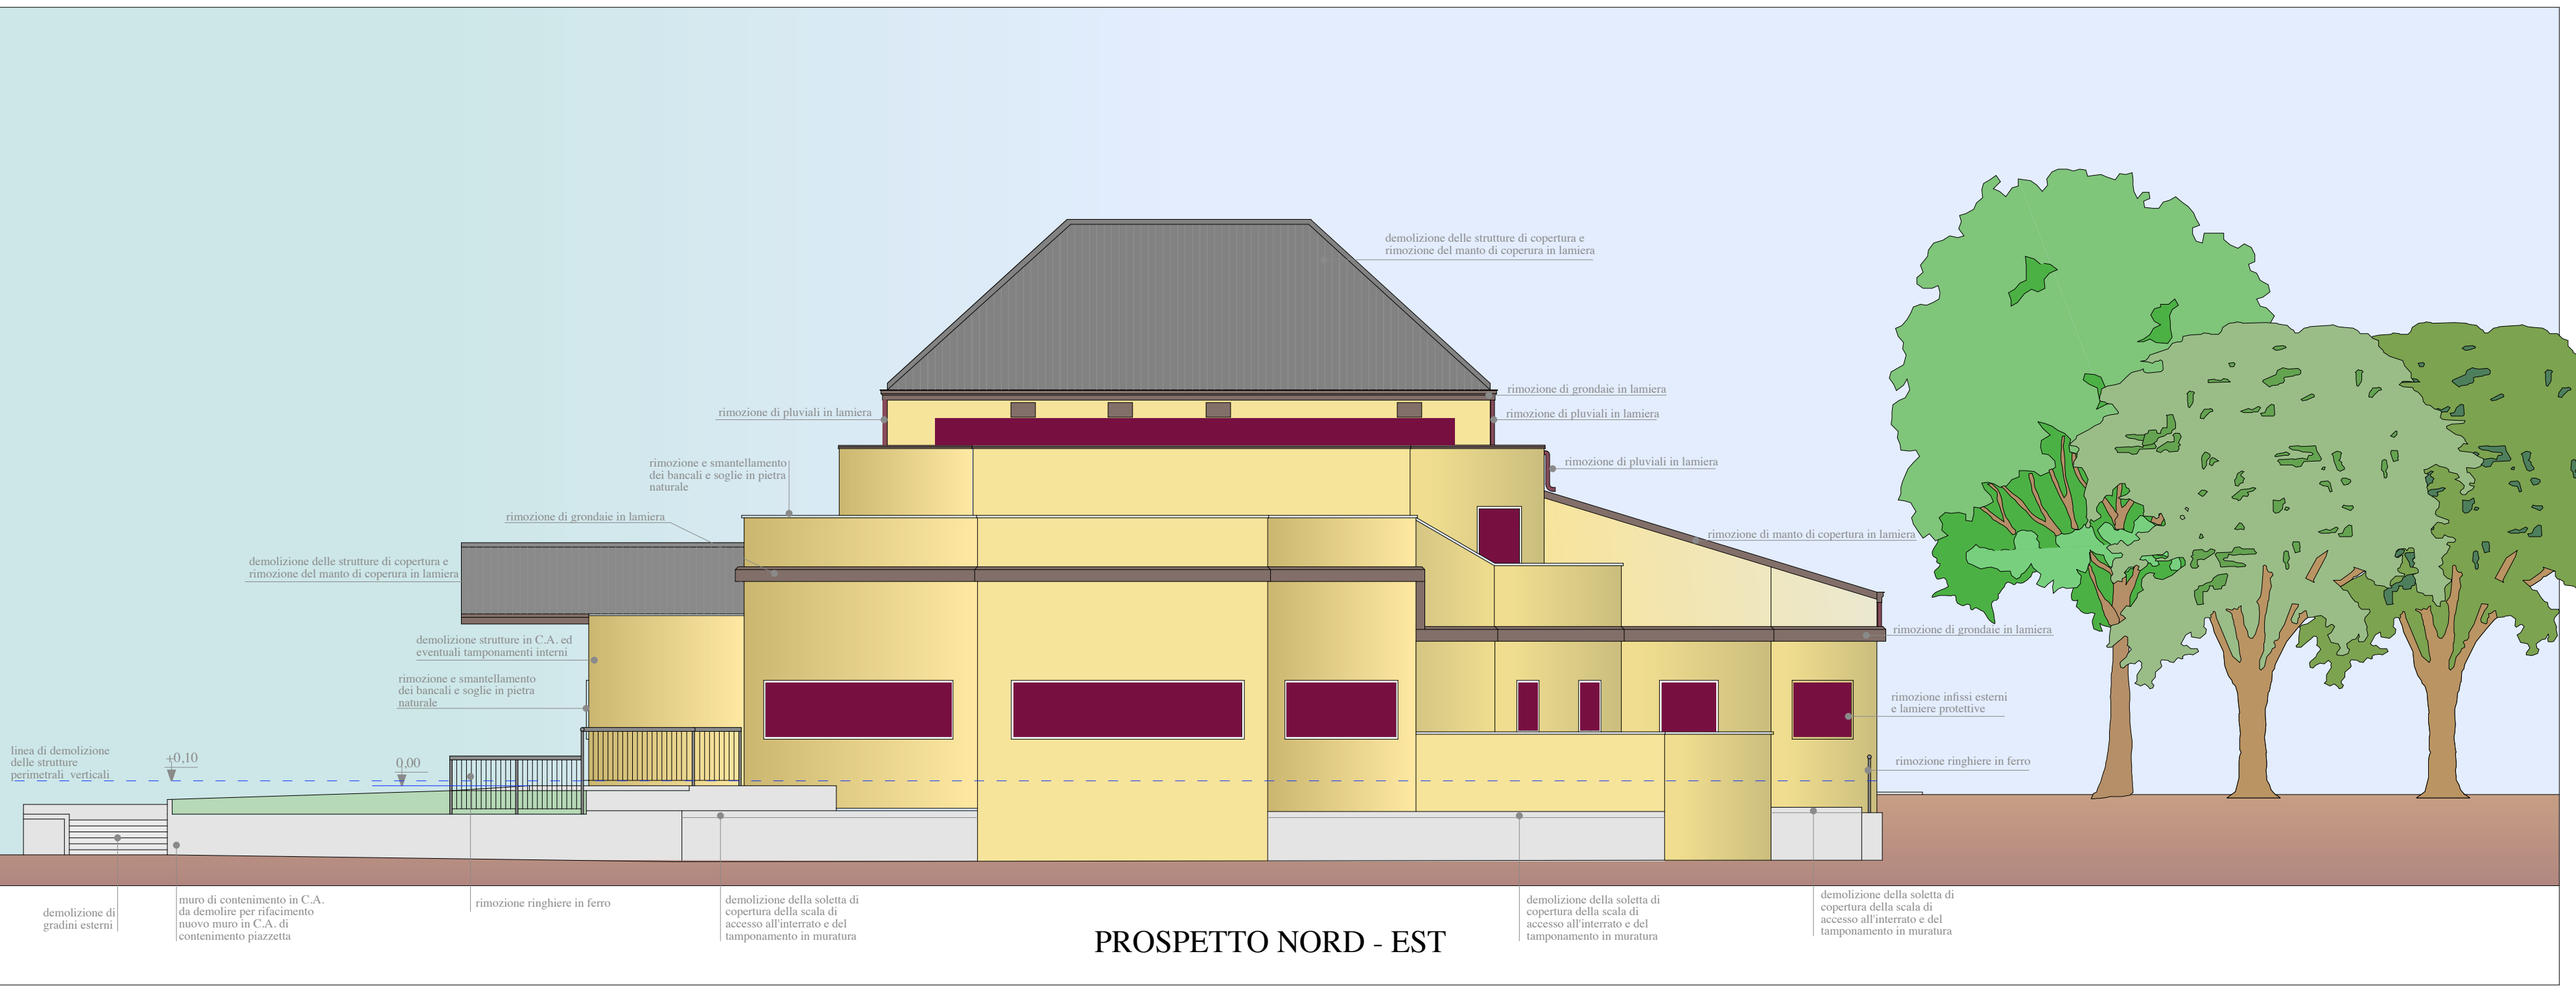 demolizione delle strutture di copertura e
rimozione del manto di coperura in lamiera
rimozione di grondaie in lamiera
rimozione di pluviali in lamiera
rimozione di pluviali in lamiera
rimozione e smantellamento
dei bancali e soglie in pietra
naturale
rimozione di pluviali in lamiera
rimozione di grondaie in lamiera
rimozione di manto di copertura in lamiera
demolizione delle strutture di copertura e
rimozione del manto di coperura in lamiera
rimozione di grondaie in lamiera
demolizione strutture in C.A. ed
eventuali tamponamenti interni
rimozione e smantellamento
dei bancali e soglie in pietra
naturale
rimozione infissi esterni
e lamiere protettive
linea di demolizione
delle strutture
perimetrali verticali
+0,10
0,00
rimozione ringhiere in ferro
demolizione di
gradini esterni
muro di contenimento in C.A.
da demolire per rifacimento
nuovo muro in C.A. di
contenimento piazzetta
rimozione ringhiere in ferro
demolizione della soletta di
copertura della scala di
accesso all'interrato e del
tamponamento in muratura
demolizione della soletta di
copertura della scala di
accesso all'interrato e del
tamponamento in muratura
demolizione della soletta di
copertura della scala di
accesso all'interrato e del
tamponamento in muratura
PROSPETTO NORD - EST